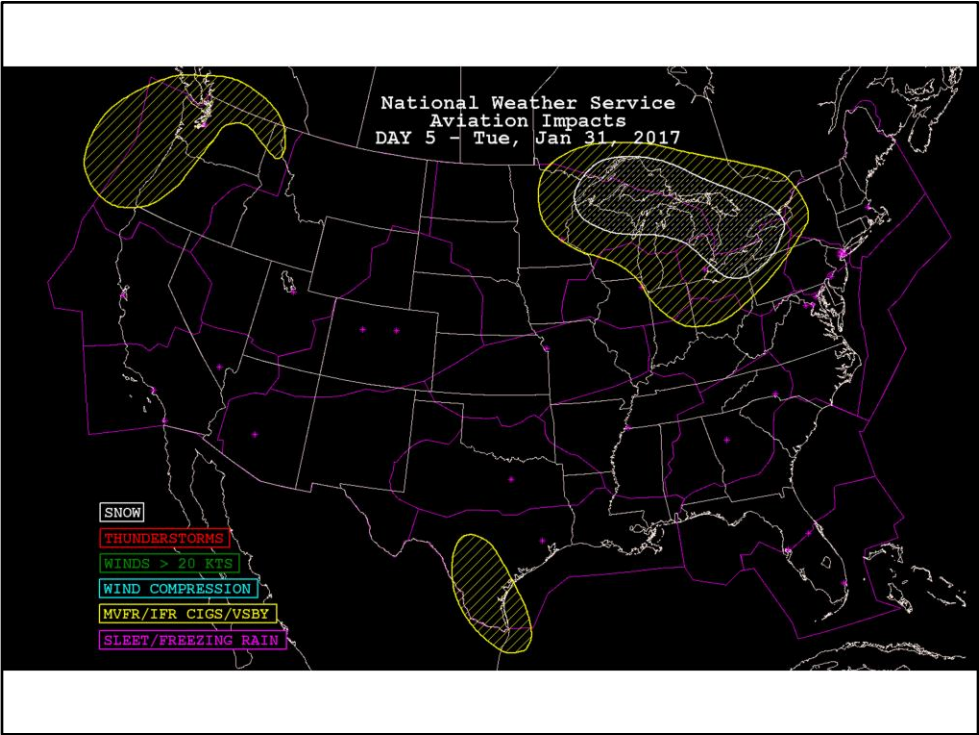 National Weather Service
Aviation Impacts
DAY 5 - Tue, Jan 31, 2017
SNOW
THUNDERSTORMS
WINDS > 20 KTS
WIND COMPRESSION
MVFR/IFR CIGS/VSBY
SLEET/FREEZING RAIN